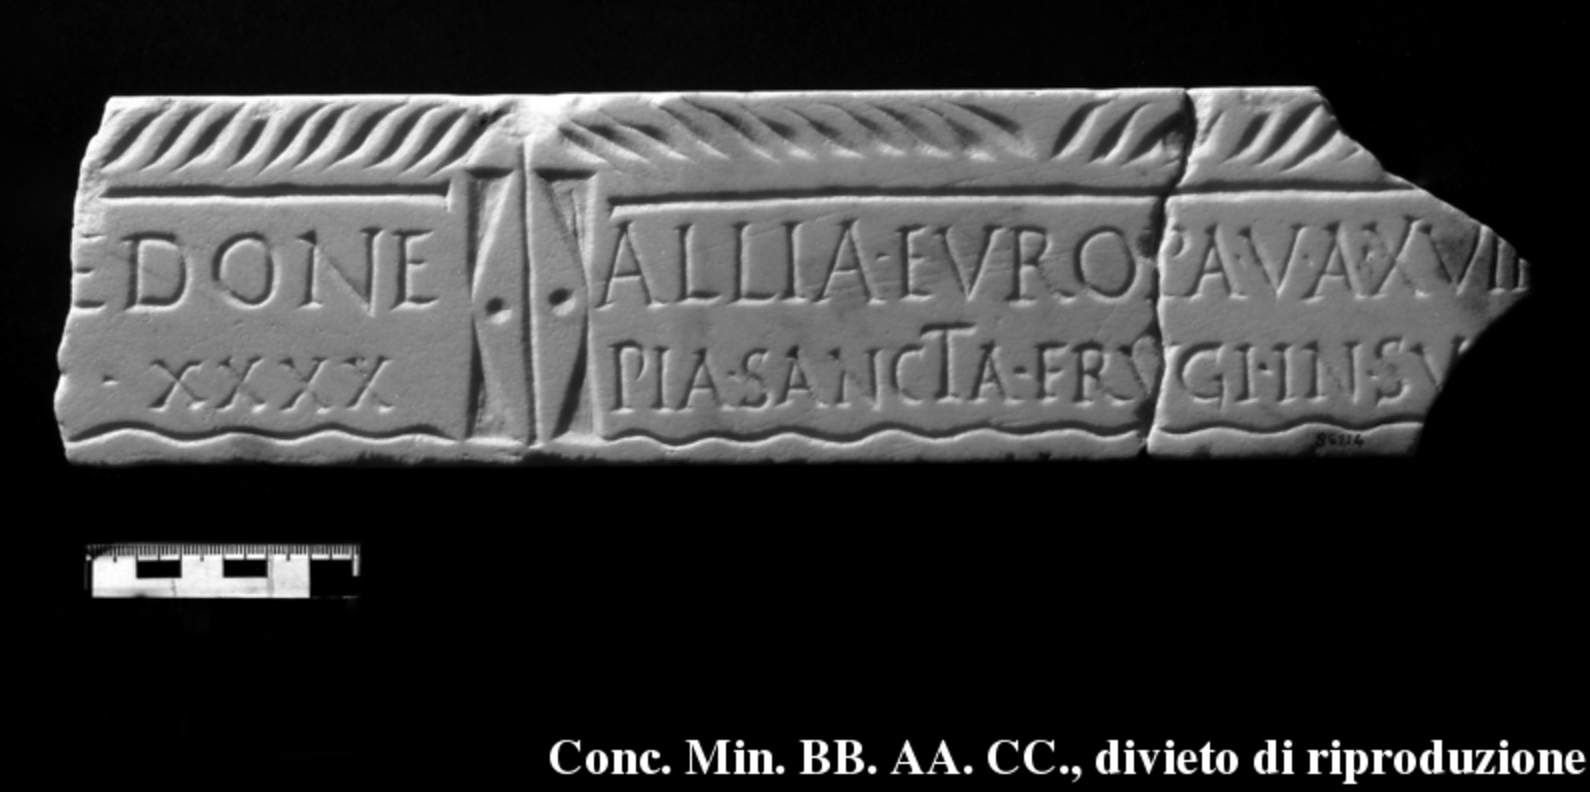 EDONE
· XXXX
ALLIA·EVROPA·V·A·XVII
PIA·SANCTA·FRVGI·IN·SV
Conc. Min. BB. AA. CC., divieto di riproduzione